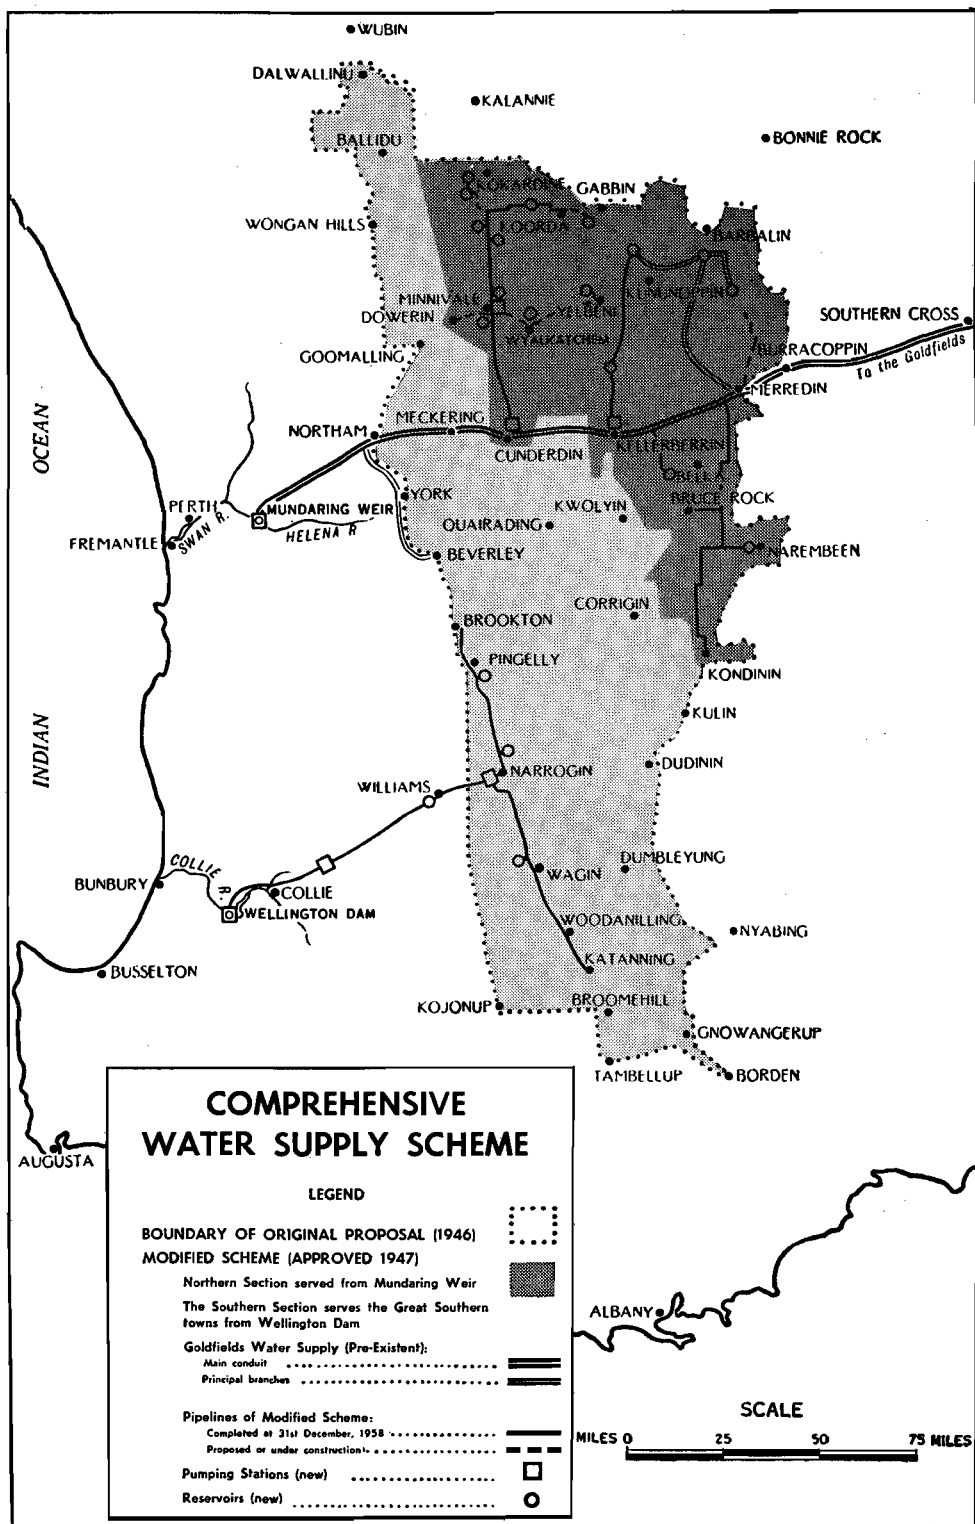 WUBIN
DALWALLINU
KALANNIE
BONNIE ROCK
BALLIDU
KOKARDINE
GABBIN
WONGAN HILLS
KOORDA
BARBALIN
KUNUNOPPIN
MINNIVALE
YELBENI
DOWERIN
WYALKATCHEM
SOUTHERN CROSS
GOOMALLING
BURRACOPPIN
To the Goldfields
MERREDIN
OCEAN
MECKERING
NORTHAM
KELLERBERRIN
CUNDERDIN
BELKA
YORK
BRUCE ROCK
PERTH
MUNDARING WEIR
KWOLYIN
QUAIRADING
SWAN R.
HELENA R
FREMANTLE
BEVERLEY
NAREMBEEN
CORRIGIN
BROOKTON
PINGELLY
KONDININ
INDIAN
KULIN
DUDININ
NARROGIN
WILLIAMS
DUMBLEYUNG
COLLIE R.
WAGIN
BUNBURY
COLLIE
WELLINGTON DAM
WOODANILLING
NYABING
KATANNING
BUSSELTON
BROOMEHILL
KOJONUP
GNOWANGERUP
TAMBELLUP
BORDEN
AUGUSTA
COMPREHENSIVE
WATER SUPPLY SCHEME
LEGEND
BOUNDARY OF ORIGINAL PROPOSAL (1946)
MODIFIED SCHEME (APPROVED 1947)
Northern Section served from Mundaring Weir
The Southern Section serves the Great Southern
towns from Wellington Dam
Goldfields Water Supply (Pre-Existent):
Main conduit
Principal branches
Pipelines of Modified Scheme:
Completed at 31st December, 1958
Proposed or under construction
Pumping Stations (new)
Reservoirs (new)
ALBANY
SCALE
MILES 0 25 50 75 MILES